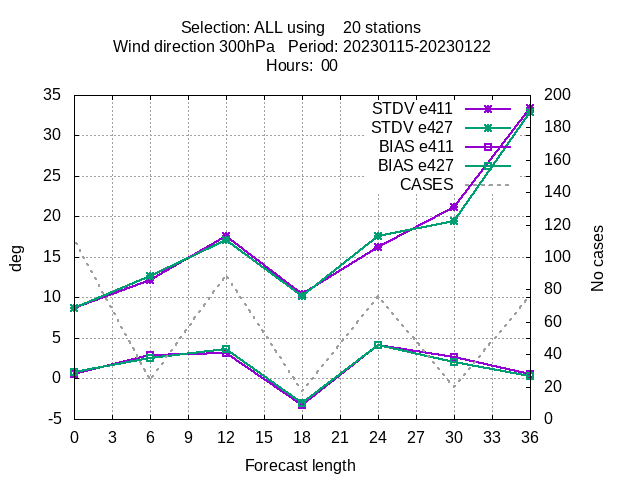 Selection: ALL using    20 stations
Wind direction 300hPa   Period: 20230115-20230122
Hours:  00
STDV e411
STDV e427
BIAS e411
BIAS e427
CASES
35
30
25
20
15
10
5
0
-5
deg
200
180
160
140
120
100
80
60
40
20
0
No cases
0 3 6 9 12 15 18 21 24 27 30 33 36
Forecast length